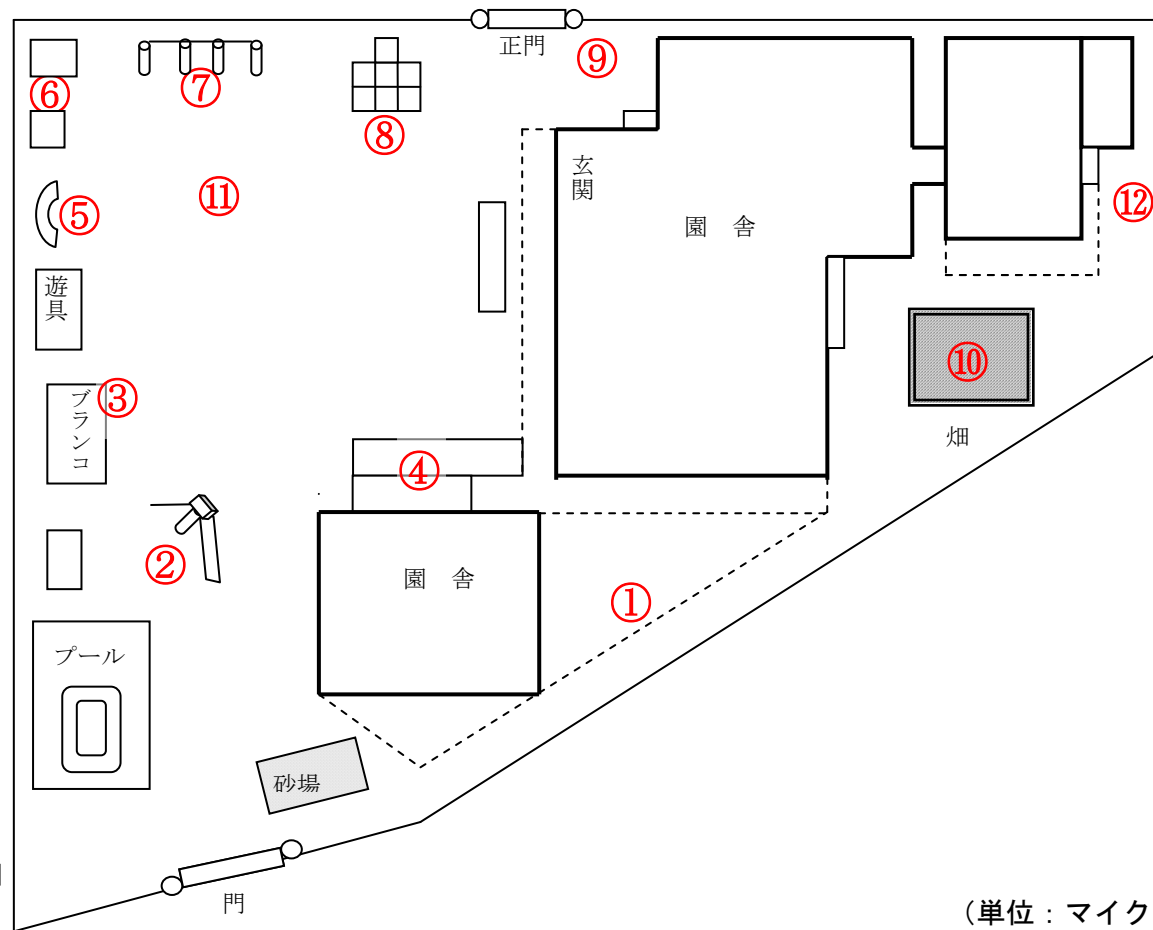 正門
⑨
⑥
⑦
⑧
玄関
園 舎
⑫
⑤
⑪
遊具
③
ブランコ
⑩
畑
④
②
園 舎
①
プール
砂場
門
(単位：マイク